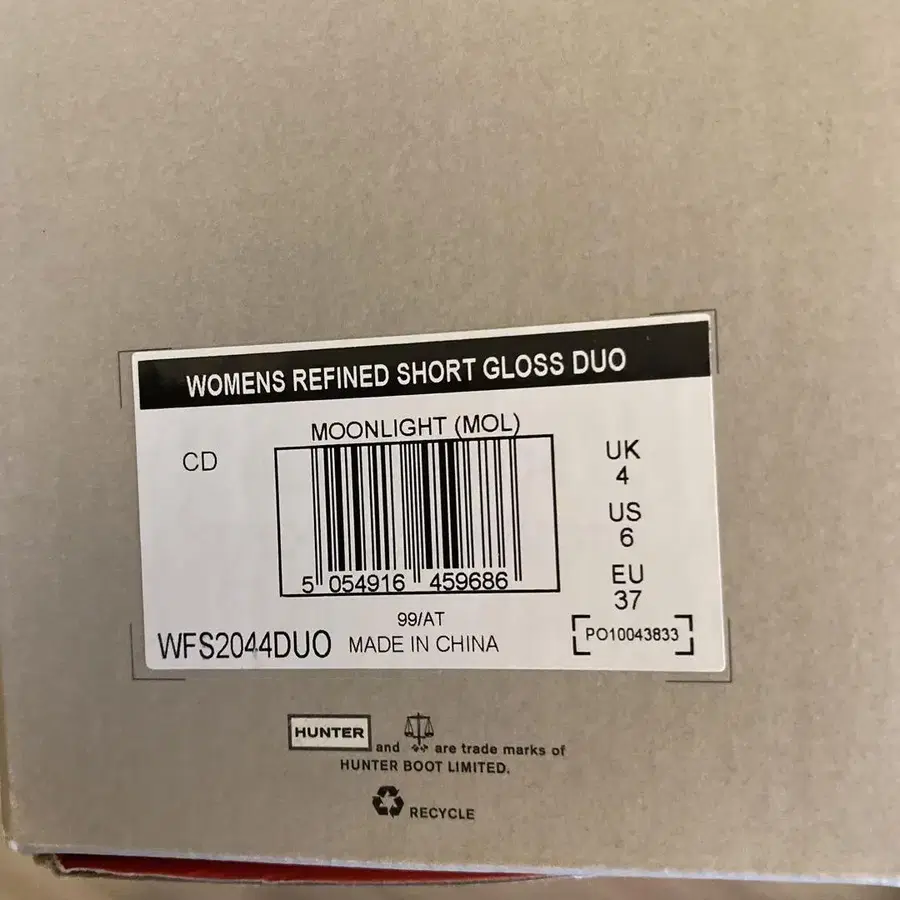 WOMENS REFINED SHORT GLOSS DUO
MOONLIGHT (MOL)
CD
5 054916 459686
UK
4
US
6
EU
37
99/AT
WFS2044DUO MADE IN CHINA
PO10043833
HUNTER and are trade marks of
HUNTER BOOT LIMITED.
RECYCLE